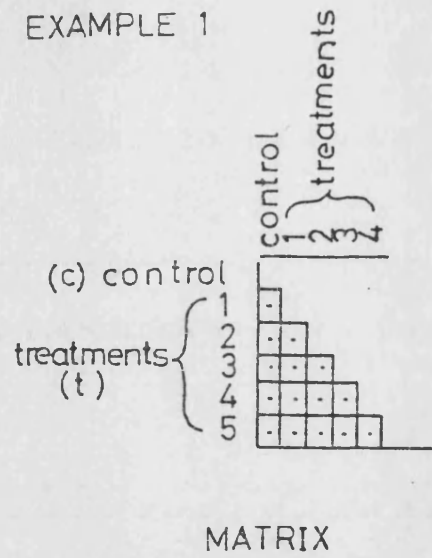 EXAMPLE 1
control
treatments
1
2
3
4
(c) control
1
2
3
4
5
treatments
(t)
-
- -
- - -
- - - -
- - - - -
MATRIX